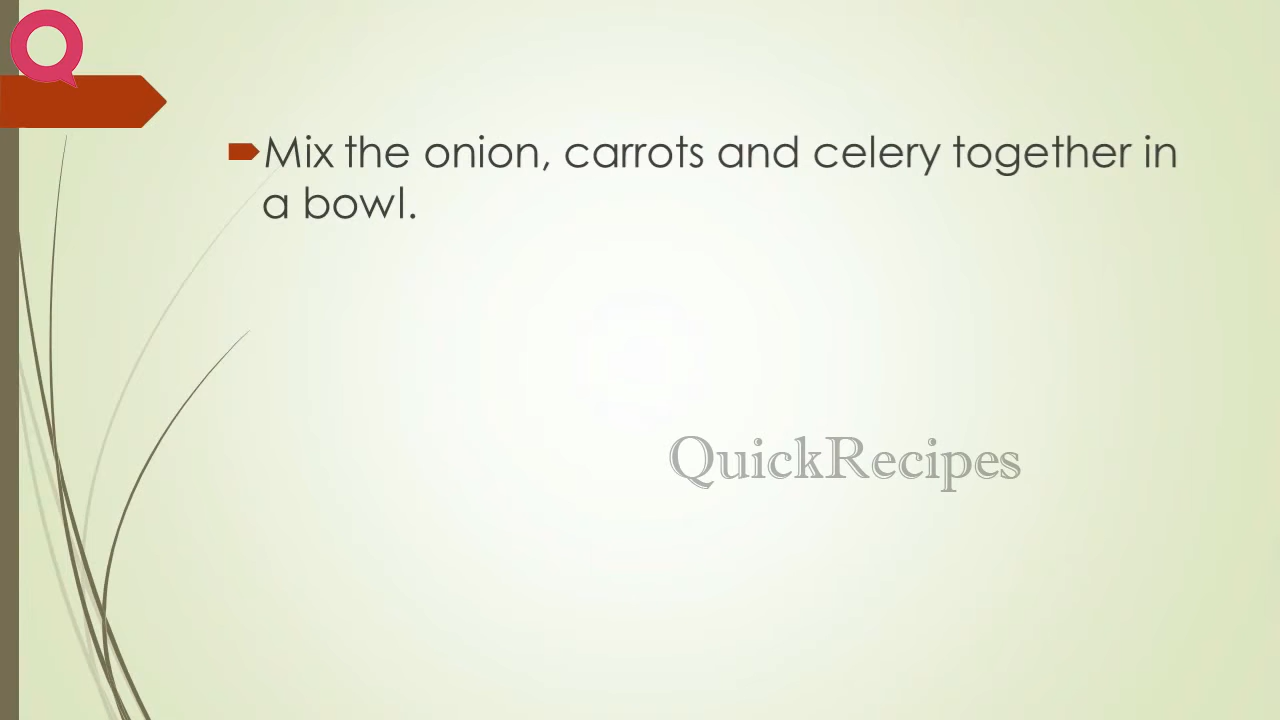 Mix the onion, carrots and celery together in
a bowl.
QuickRecipes